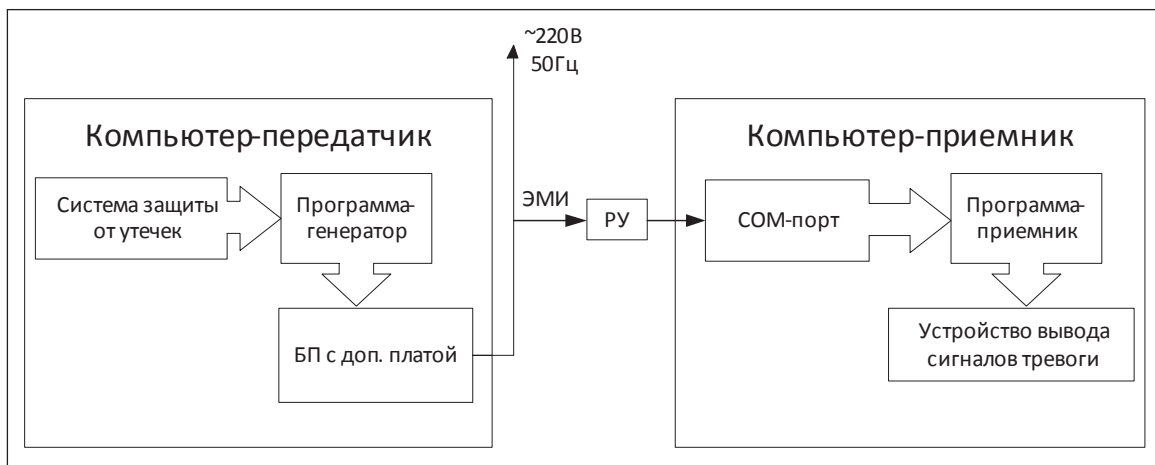 ~220В
50Гц
Компьютер-передатчик
Система защиты
от утечек
Программа-
генератор
БП с доп. платой
ЭМИ
РУ
Компьютер-приемник
COM-порт
Программа-
приемник
Устройство вывода
сигналов тревоги